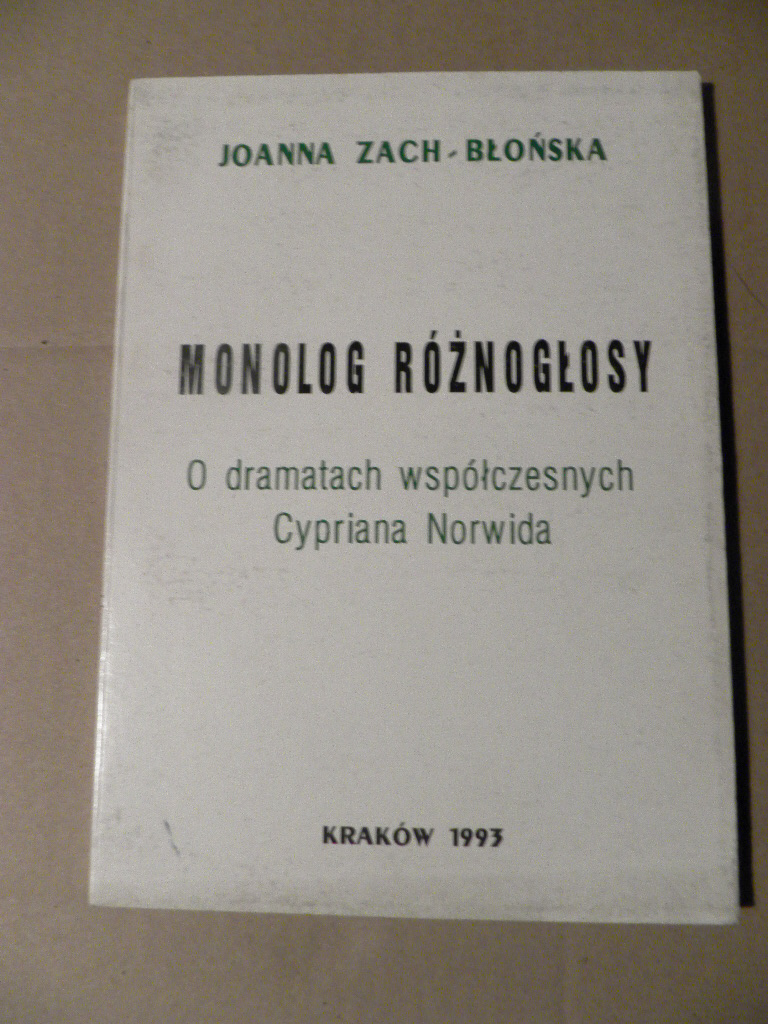 JOANNA ZACH-BŁOŃSKA
MONOLOG RÓŻNOGŁOSY
O dramatach współczesnych
Cypriana Norwida
KRAKÓW 1993